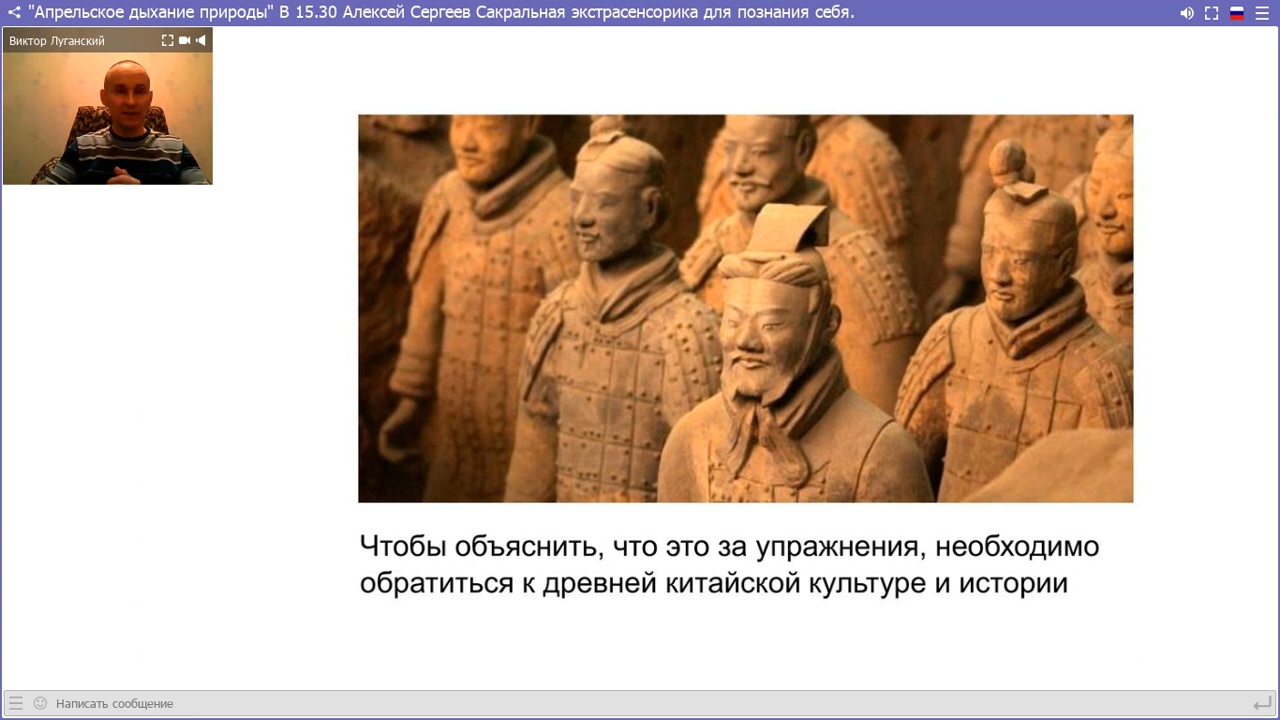 "Апрельское дыхание природы" В 15.30 Алексей Сергеев Сакральная экстрасенсорика для познания себя.
Виктор Луганский
Чтобы объяснить, что это за упражнения, необходимо
обратиться к древней китайской культуре и истории
Написать сообщение